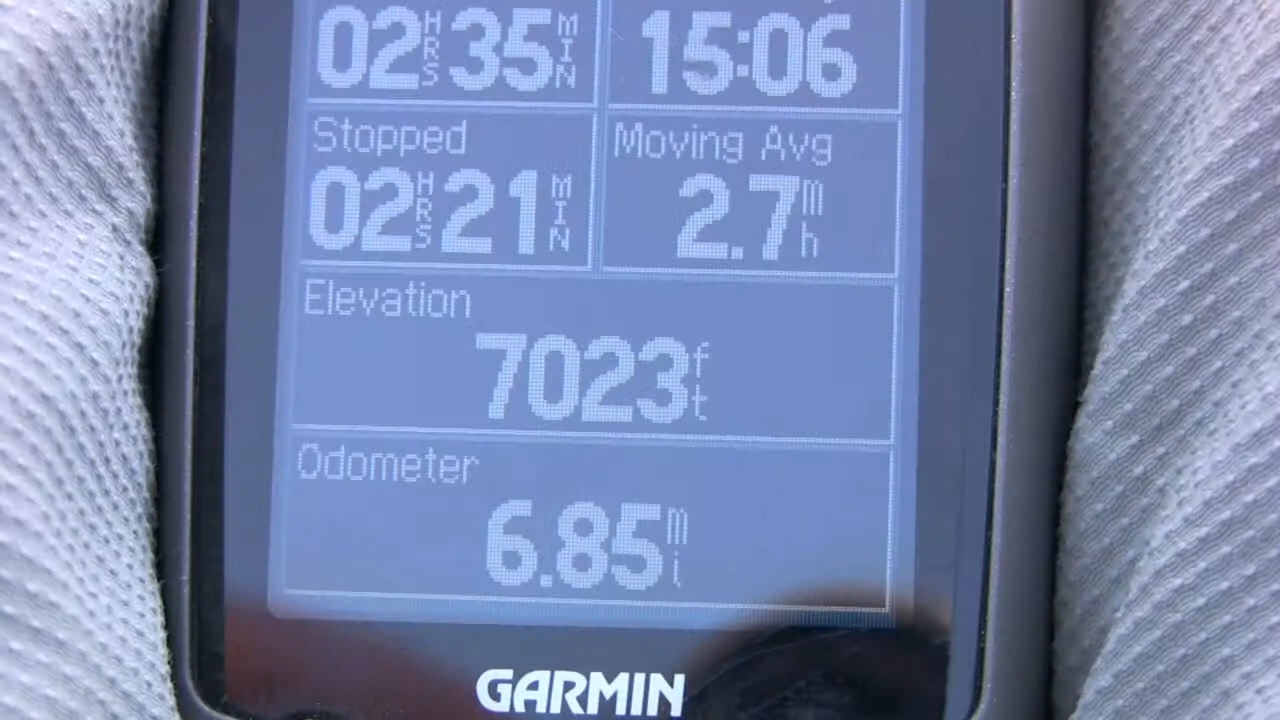 02 HRS 35 MIN 15:06
Stopped Moving Avg
02 HRS 21 MIN 2.7 mh
Elevation
7023 ft
Odometer
6.85 mi
GARMIN